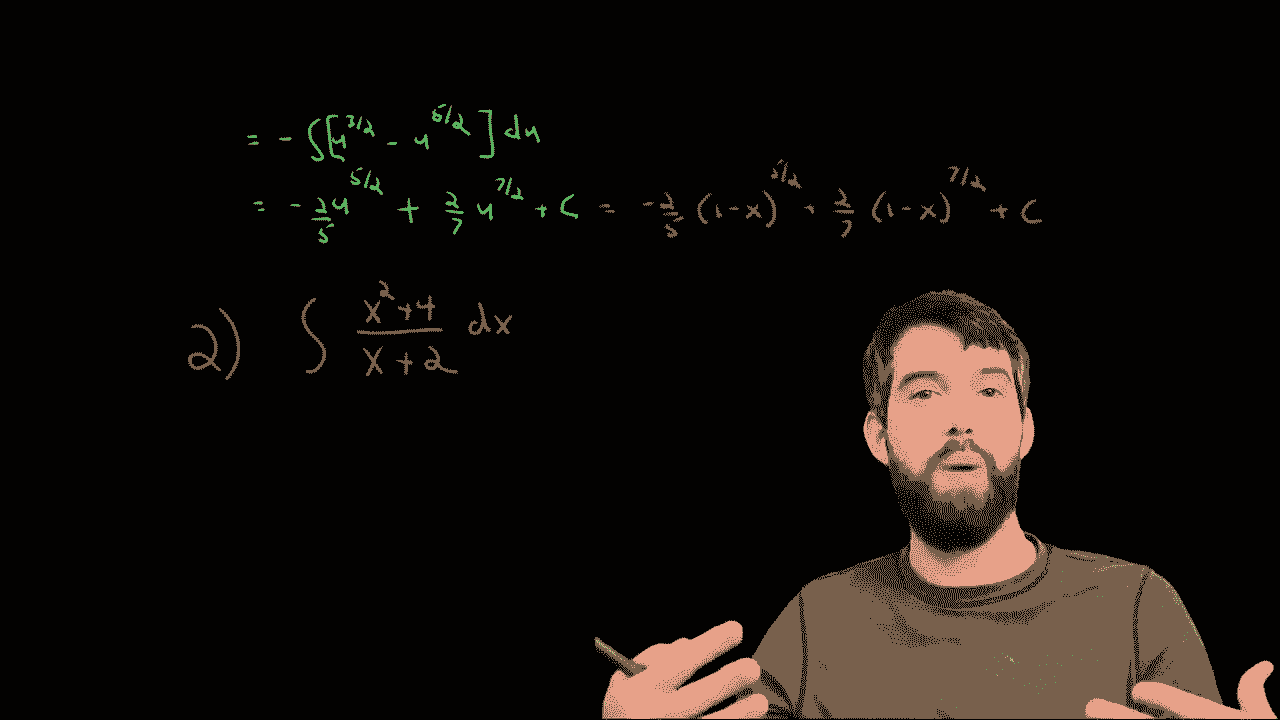 = - ∫[u^3/2 - u^5/2] du
= -2/5 u^5/2 + 2/7 u^7/2 + C = -2/5 (1-x)^5/2 + 2/7 (1-x)^7/2 + C
2) ∫ (x^2+4)/(x+2) dx